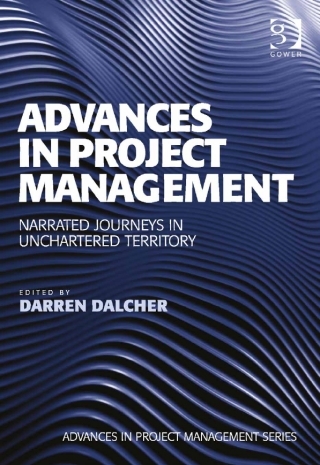 GOWER
ADVANCES
IN PROJECT
MANAGEMENT
NARRATED JOURNEYS IN
UNCHARTERED TERRITORY
EDITED BY
DARREN DALCHER
ADVANCES IN PROJECT MANAGEMENT SERIES